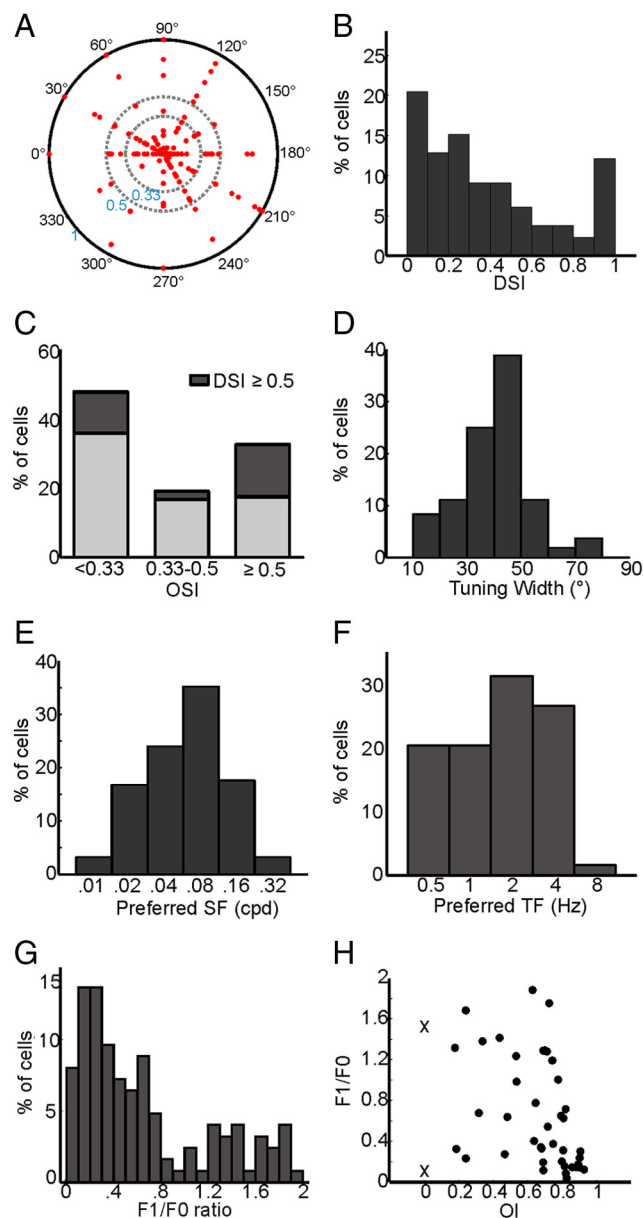 A
90°
60°
120°
30°
150°
0°
180°
0.33
0.5
330
210°
1
300°
240°
270°
B
25
20
15
10
5
0
% of cells
0 0.2 0.4 0.6 0.8 1
DSI
C
60
40
20
0
% of cells
DSI ≥ 0.5
<0.33 0.33-0.5 ≥ 0.5
OSI
D
40
30
20
10
0
% of cells
10 30 50 70 90
Tuning Width (°)
E
40
30
20
10
0
% of cells
.01 .02 .04 .08 .16 .32
Preferred SF (cpd)
F
30
20
10
0
% of cells
0.5 1 2 4 8
Preferred TF (Hz)
G
15
10
5
0
% of cells
0 .4 .8 1.2 1.6 2
F1/F0 ratio
H
2
1.6
1.2
0.8
0.4
0
F1/F0
X
X
0 0.2 0.4 0.6 0.8 1
OI